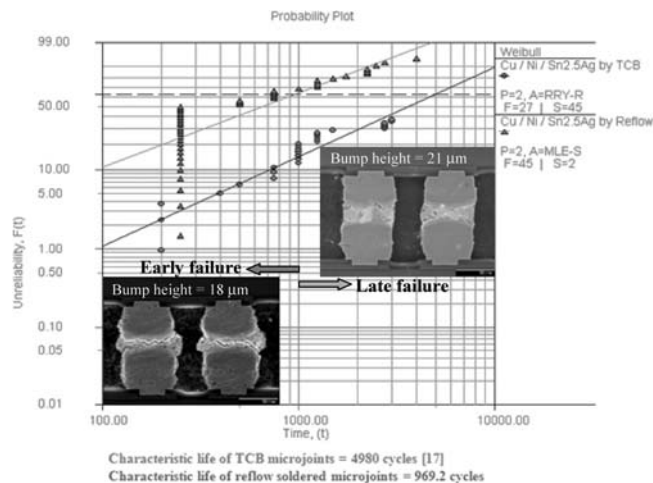 Probability Plot
99.00
50.00
10.00
5.00
1.00
0.50
0.10
0.05
0.01
Unreliability, F(t)
100.00
1000.00
10000.00
Time, (t)
Weibull
Cu / Ni / Sn2.5Ag by TCB
P=2, A=RRY-R
F=27 | S=45
Cu / Ni / Sn2.5Ag by Reflow
P=2, A=MLE-S
F=45 | S=2
Bump height = 21 μm
Early failure
Late failure
Bump height = 18 μm
Characteristic life of TCB microjoints = 4980 cycles [17]
Characteristic life of reflow soldered microjoints = 969.2 cycles